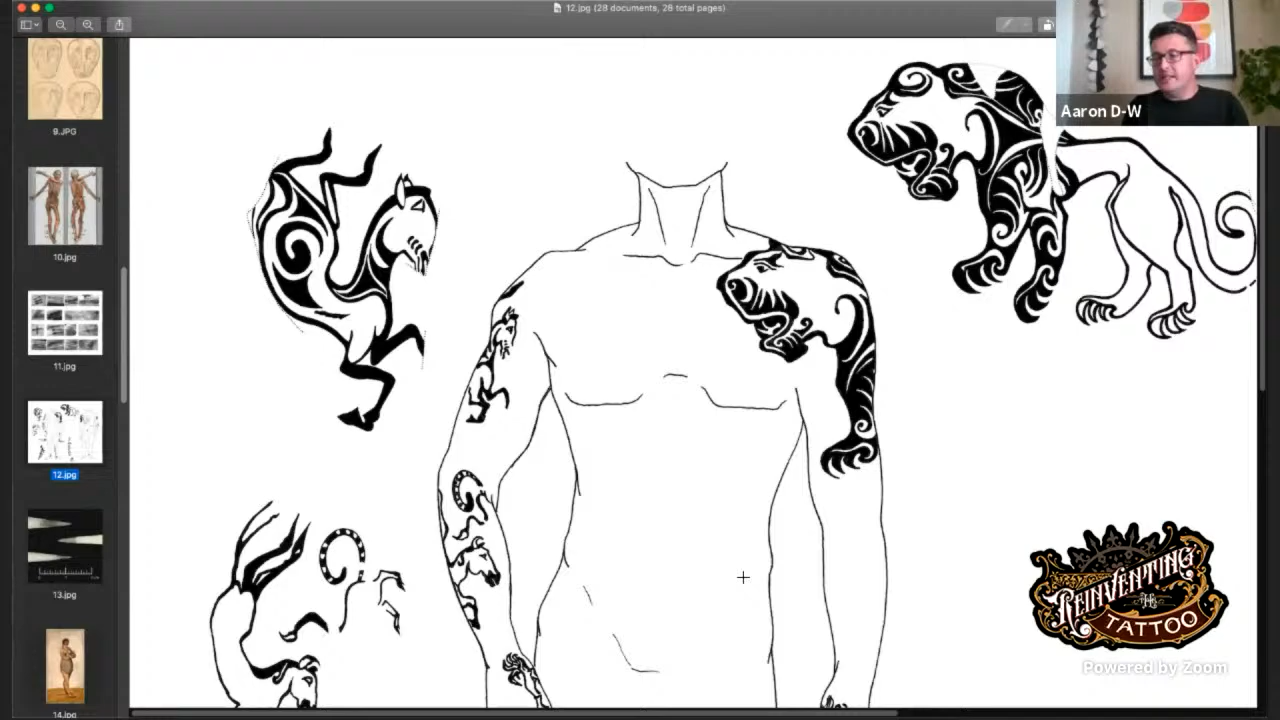 12.jpg (28 documents, 28 total pages)
Aaron D-W
9.JPG
10.jpg
11.jpg
12.jpg
13.jpg
14.jpg
REINVENTING
THE
TATTOO
Powered by Zoom